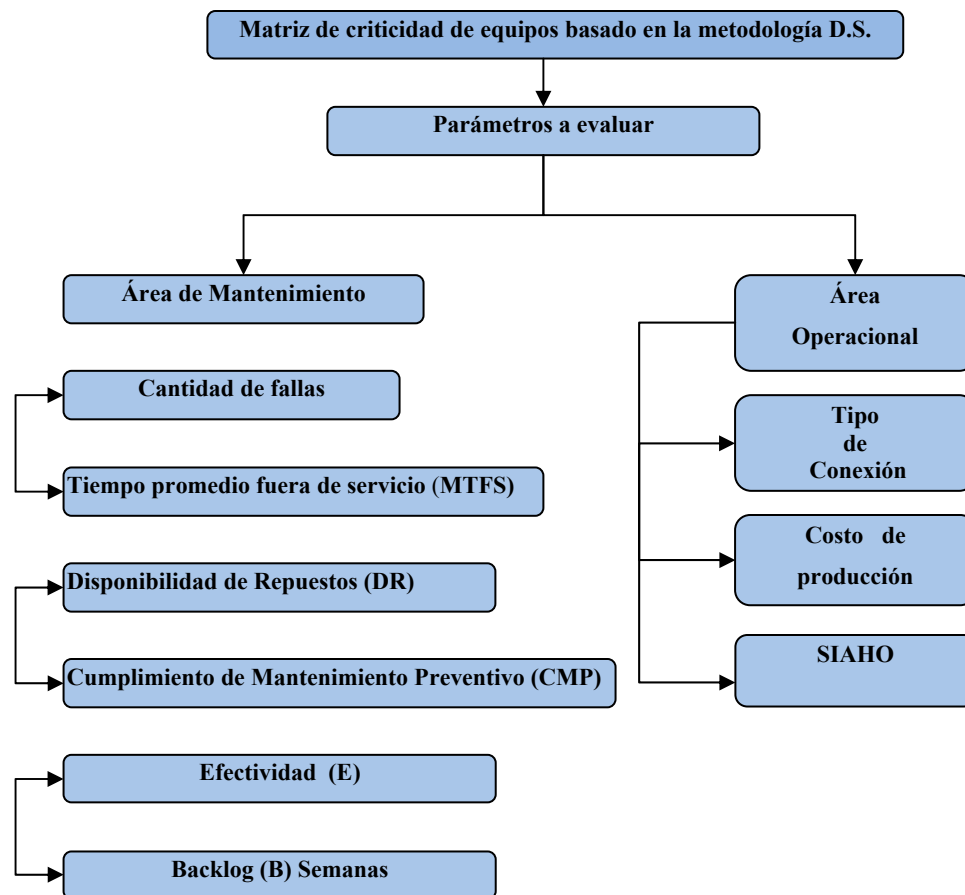 Matriz de criticidad de equipos basado en la metodología D.S.
Parámetros a evaluar
Área de Mantenimiento
Cantidad de fallas
Tiempo promedio fuera de servicio (MTFS)
Disponibilidad de Repuestos (DR)
Cumplimiento de Mantenimiento Preventivo (CMP)
Efectividad (E)
Backlog (B) Semanas
Área
Operacional
Tipo
de
Conexión
Costo de
producción
SIAHO